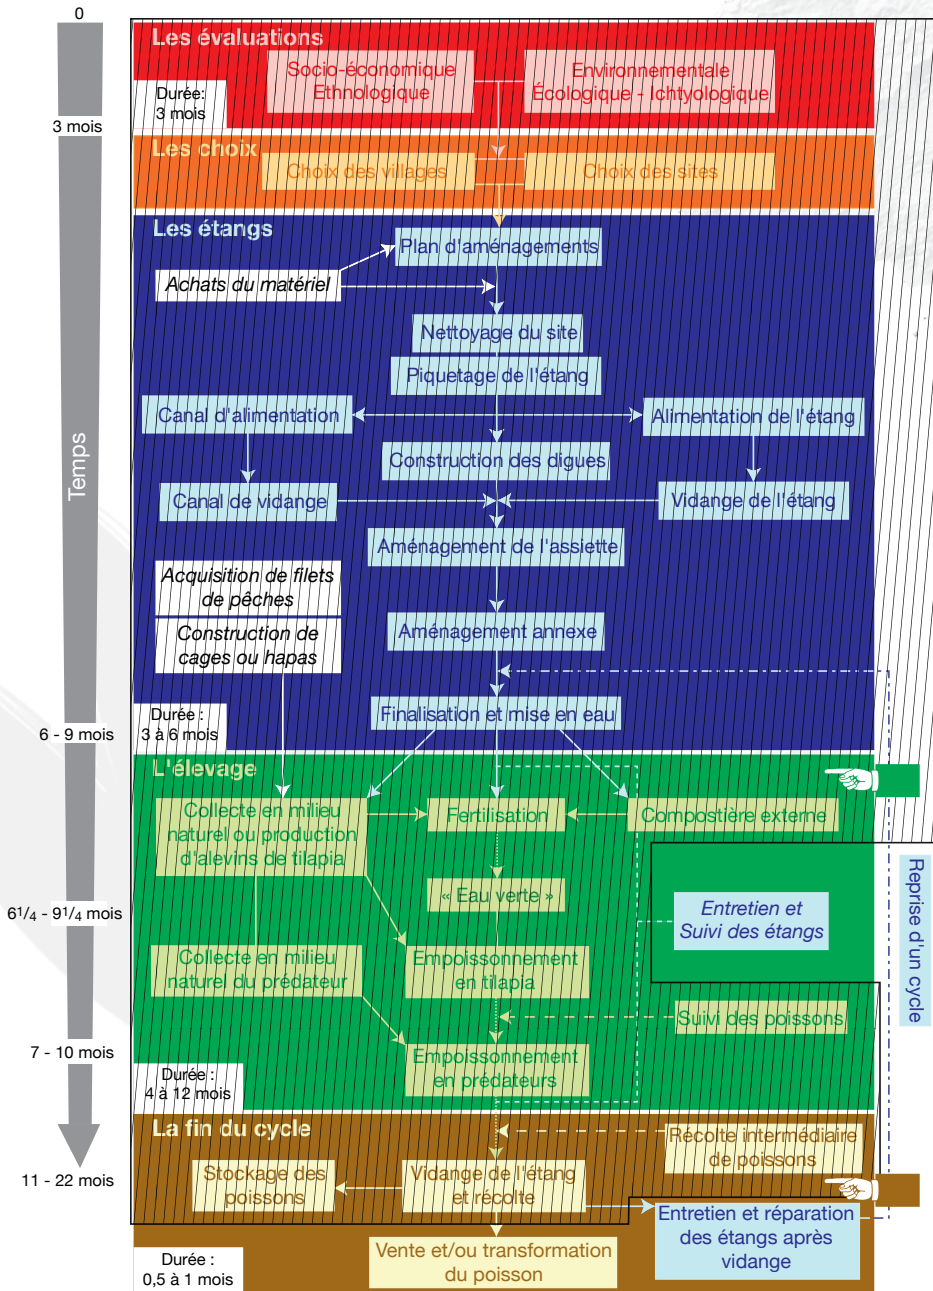 0
Les évaluations
Socio-économique
Ethnologique
Environnementale
Écologique - Ichtyologique
Durée:
3 mois
3 mois
Les choix
Choix des villages
Choix des sites
Les étangs
Plan d'aménagements
Achats du matériel
Nettoyage du site
Piquetage de l'étang
Canal d'alimentation
Alimentation de l'étang
Temps
Construction des digues
Canal de vidange
Vidange de l'étang
Aménagement de l'assiette
Acquisition de filets
de pêches
Construction de
cages ou hapas
Aménagement annexe
Durée :
3 à 6 mois
Finalisation et mise en eau
6 - 9 mois
L'élevage
Collecte en milieu
naturel ou production
d'alevins de tilapia
Fertilisation
Compostière externe
« Eau verte »
6 1/4 - 9 1/4 mois
Entretien et
Suivi des étangs
Reprise d'un cycle
Collecte en milieu
naturel du prédateur
Empoissonnement
en tilapia
Suivi des poissons
7 - 10 mois
Empoissonnement
en prédateurs
Durée :
4 à 12 mois
La fin du cycle
Récolte intermédiaire
de poissons
11 - 22 mois
Stockage des
poissons
Vidange de l'étang
et récolte
Entretien et réparation
des étangs après
vidange
Vente et/ou transformation
du poisson
Durée :
0,5 à 1 mois